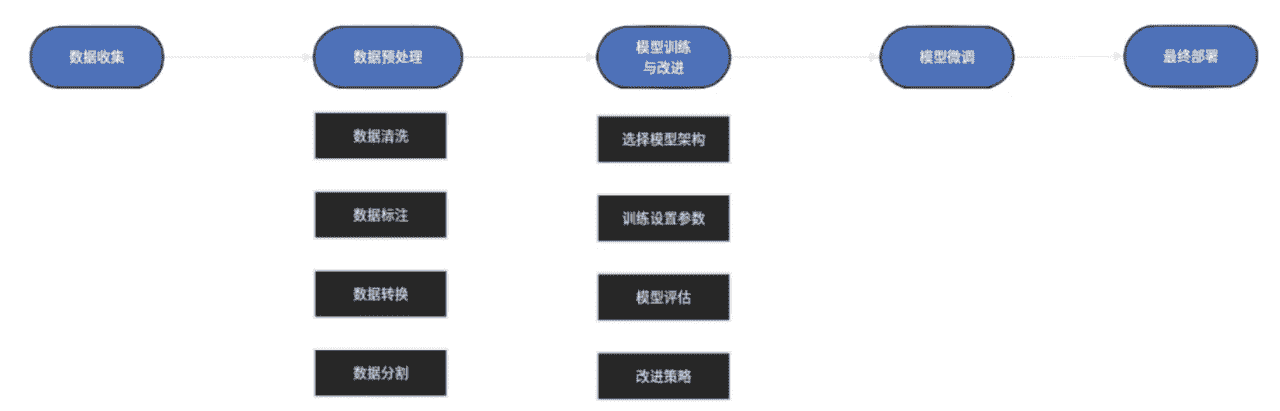 数据收集
数据预处理
模型训练
与改进
模型微调
最终部署
数据清洗
数据标注
数据转换
数据分割
选择模型架构
训练设置参数
模型评估
改进策略